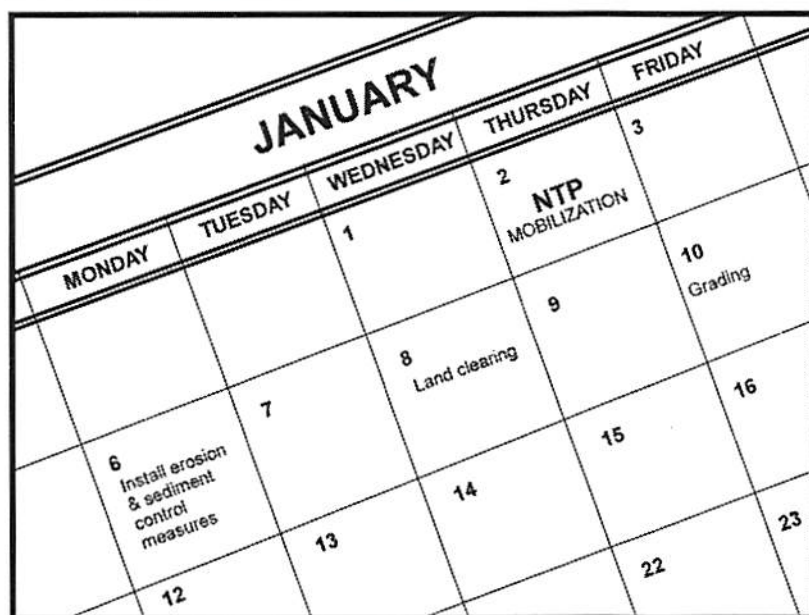 JANUARY
MONDAY TUESDAY WEDNESDAY THURSDAY FRIDAY
1 2 3
NTP
MOBILIZATION
6 7 8 9 10
Install erosion
& sediment
control
measures
Land clearing
Grading
12 13 14 15 16
22 23